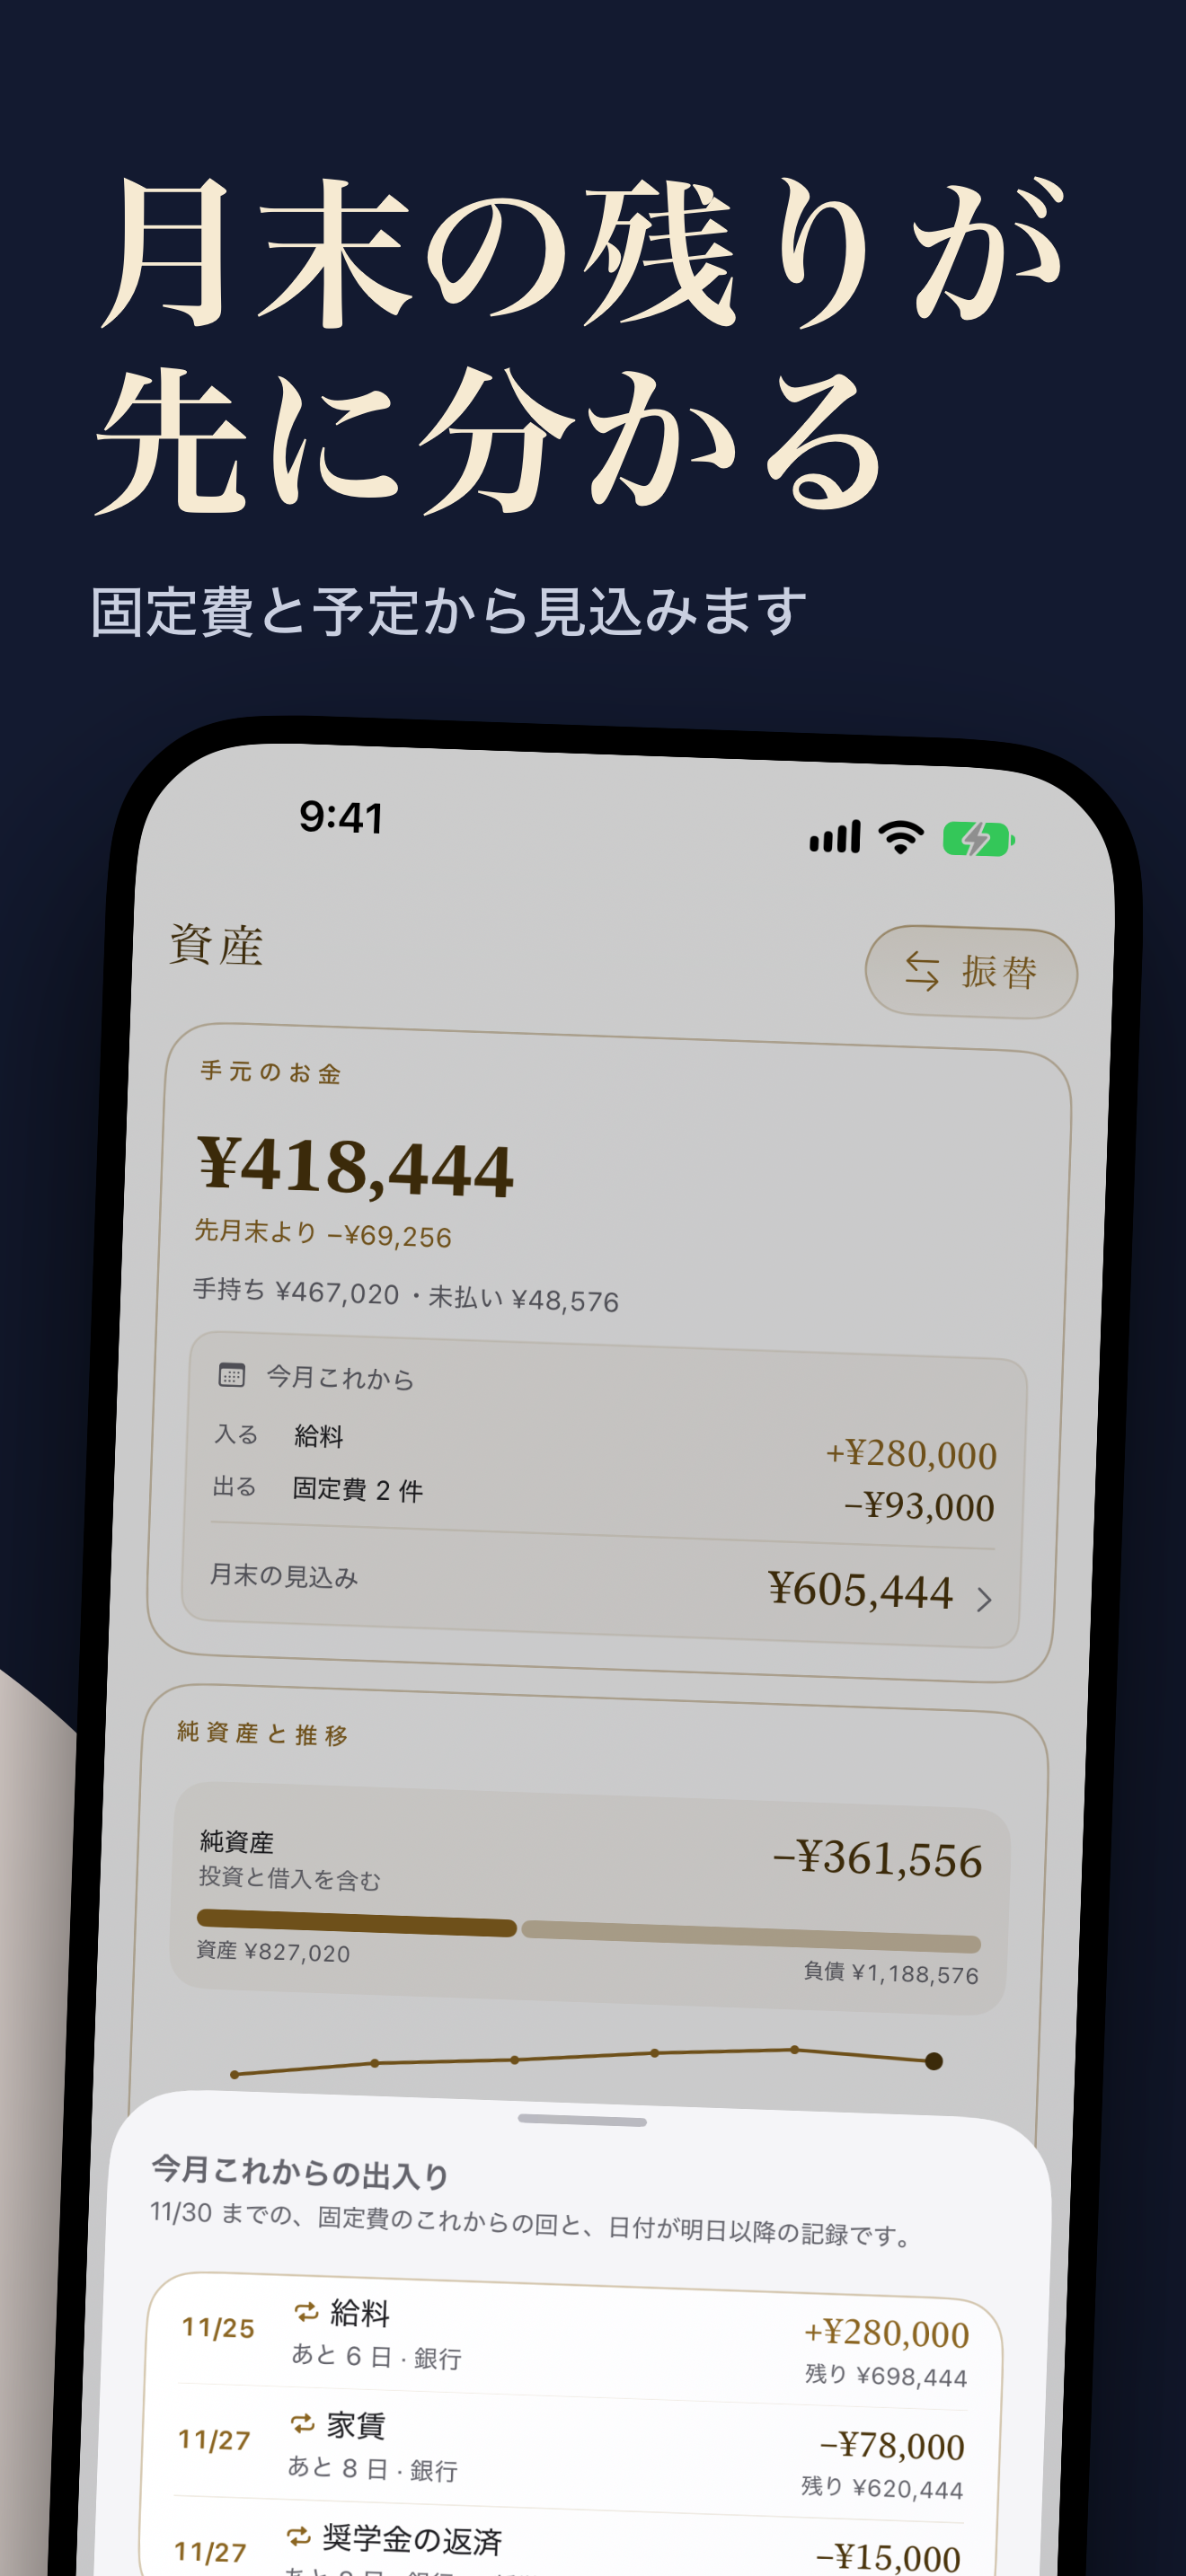 月末の残りが
先に分かる
固定費と予定から見込みます
9:41
資産
振替
手元のお金
¥418,444
先月末より −¥69,256
手持ち ¥467,020・未払い ¥48,576
今月これから
入る 給料 +¥280,000
出る 固定費 2 件 −¥93,000
月末の見込み ¥605,444
純資産と推移
純資産 −¥361,556
投資と借入を含む
資産 ¥827,020 負債 ¥1,188,576
今月これからの出入り
11/30 までの、固定費のこれからの回と、日付が明日以降の記録です。
11/25 給料 +¥280,000
あと 6 日 · 銀行 残り ¥698,444
11/27 家賃 −¥78,000
あと 8 日 · 銀行 残り ¥620,444
11/27 奨学金の返済 −¥15,000